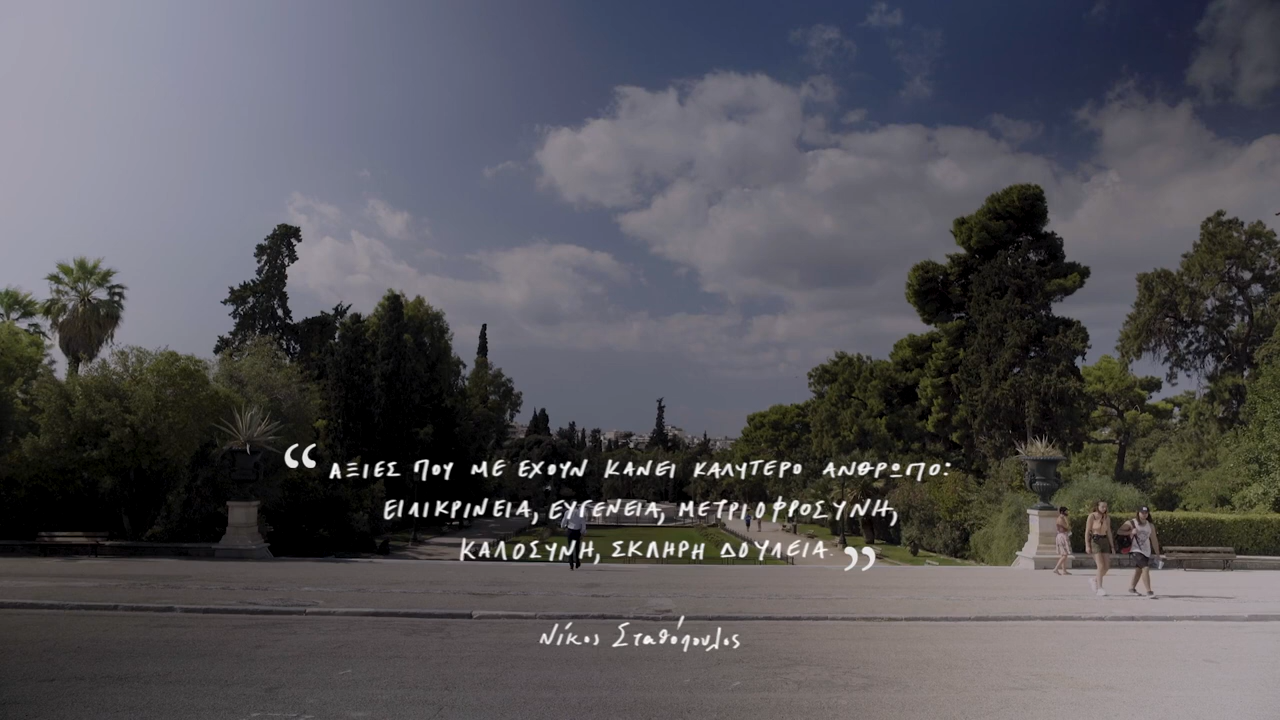 “ΑΞΙΕΣ ΠΟΥ ΜΕ ΕΧΟΥΝ ΚΑΝΕΙ ΚΑΛΥΤΕΡΟ ΑΝΘΡΩΠΟ:
ΕΙΛΙΚΡΙΝΕΙΑ, ΕΥΓΕΝΕΙΑ, ΜΕΤΡΙΟΦΡΟΣΥΝΗ,
ΚΑΛΟΣΥΝΗ, ΣΚΛΗΡΗ ΔΟΥΛΕΙΑ.”
Νίκος Σταθόπουλος